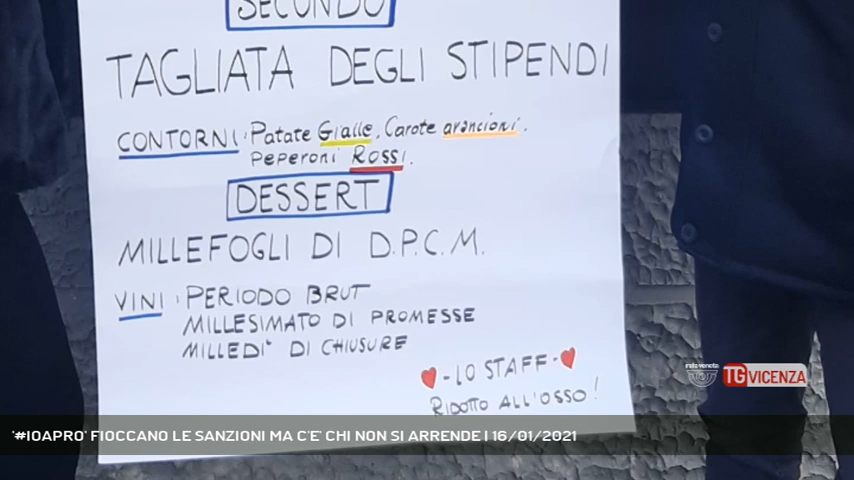 SECONDO
TAGLIATA DEGLI STIPENDI
CONTORNI: Patate Gialle, Carote arancioni.
Peperoni Rossi.
DESSERT
MILLEFOGLI DI D.P.C.M.
VINI: PERIODO BRUT
MILLESIMATO DI PROMESSE
MILLEDI' DI CHIUSURE
- LO STAFF -
RIDOTTO ALL'OSSO!
rete veneta
TG VICENZA
'#IOAPRO' FIOCCANO LE SANZIONI MA C'E' CHI NON SI ARRENDE | 16/01/2021